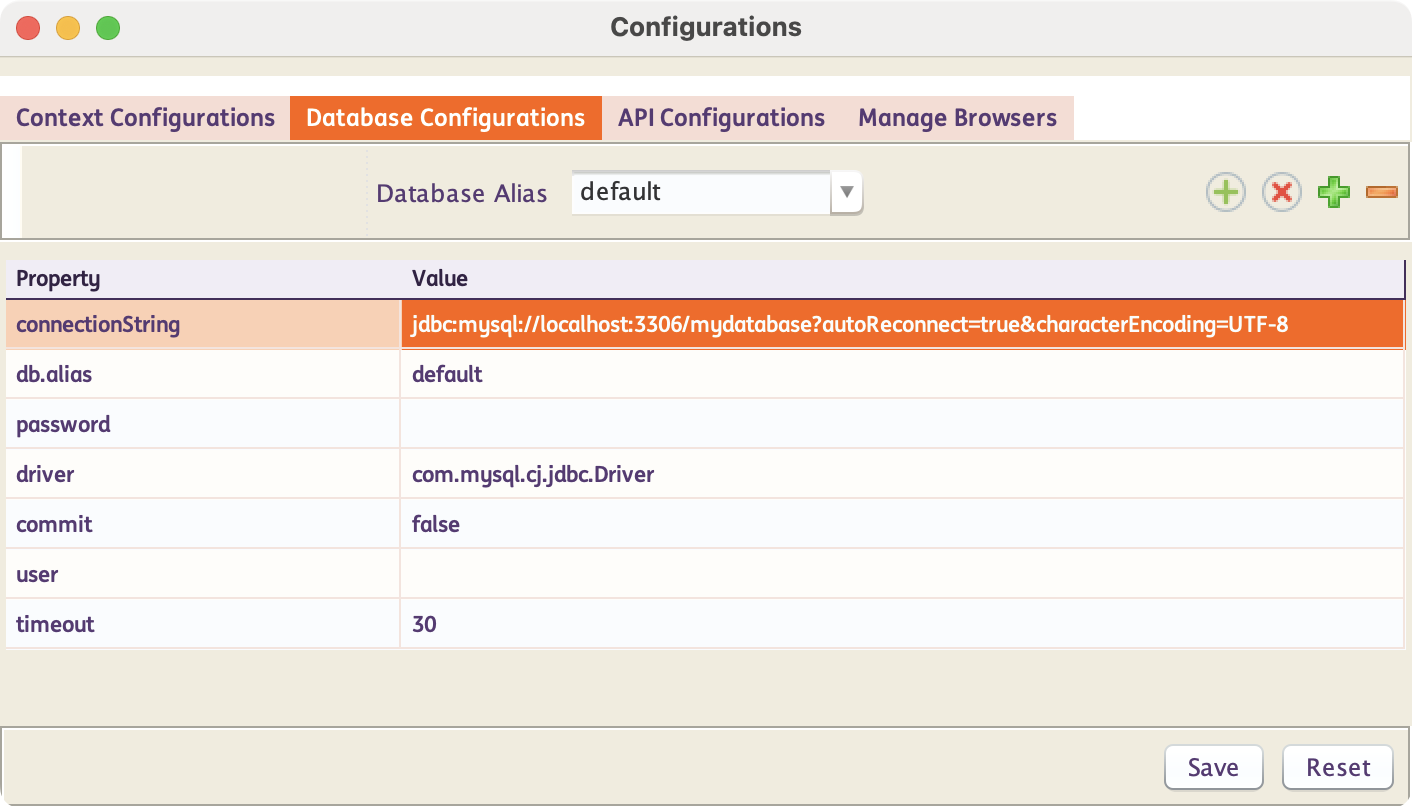 Configurations
Context Configurations Database Configurations API Configurations Manage Browsers
Database Alias default
Property Value
connectionString jdbc:mysql://localhost:3306/mydatabase?autoReconnect=true&characterEncoding=UTF-8
db.alias default
password
driver com.mysql.cj.jdbc.Driver
commit false
user
timeout 30
Save Reset